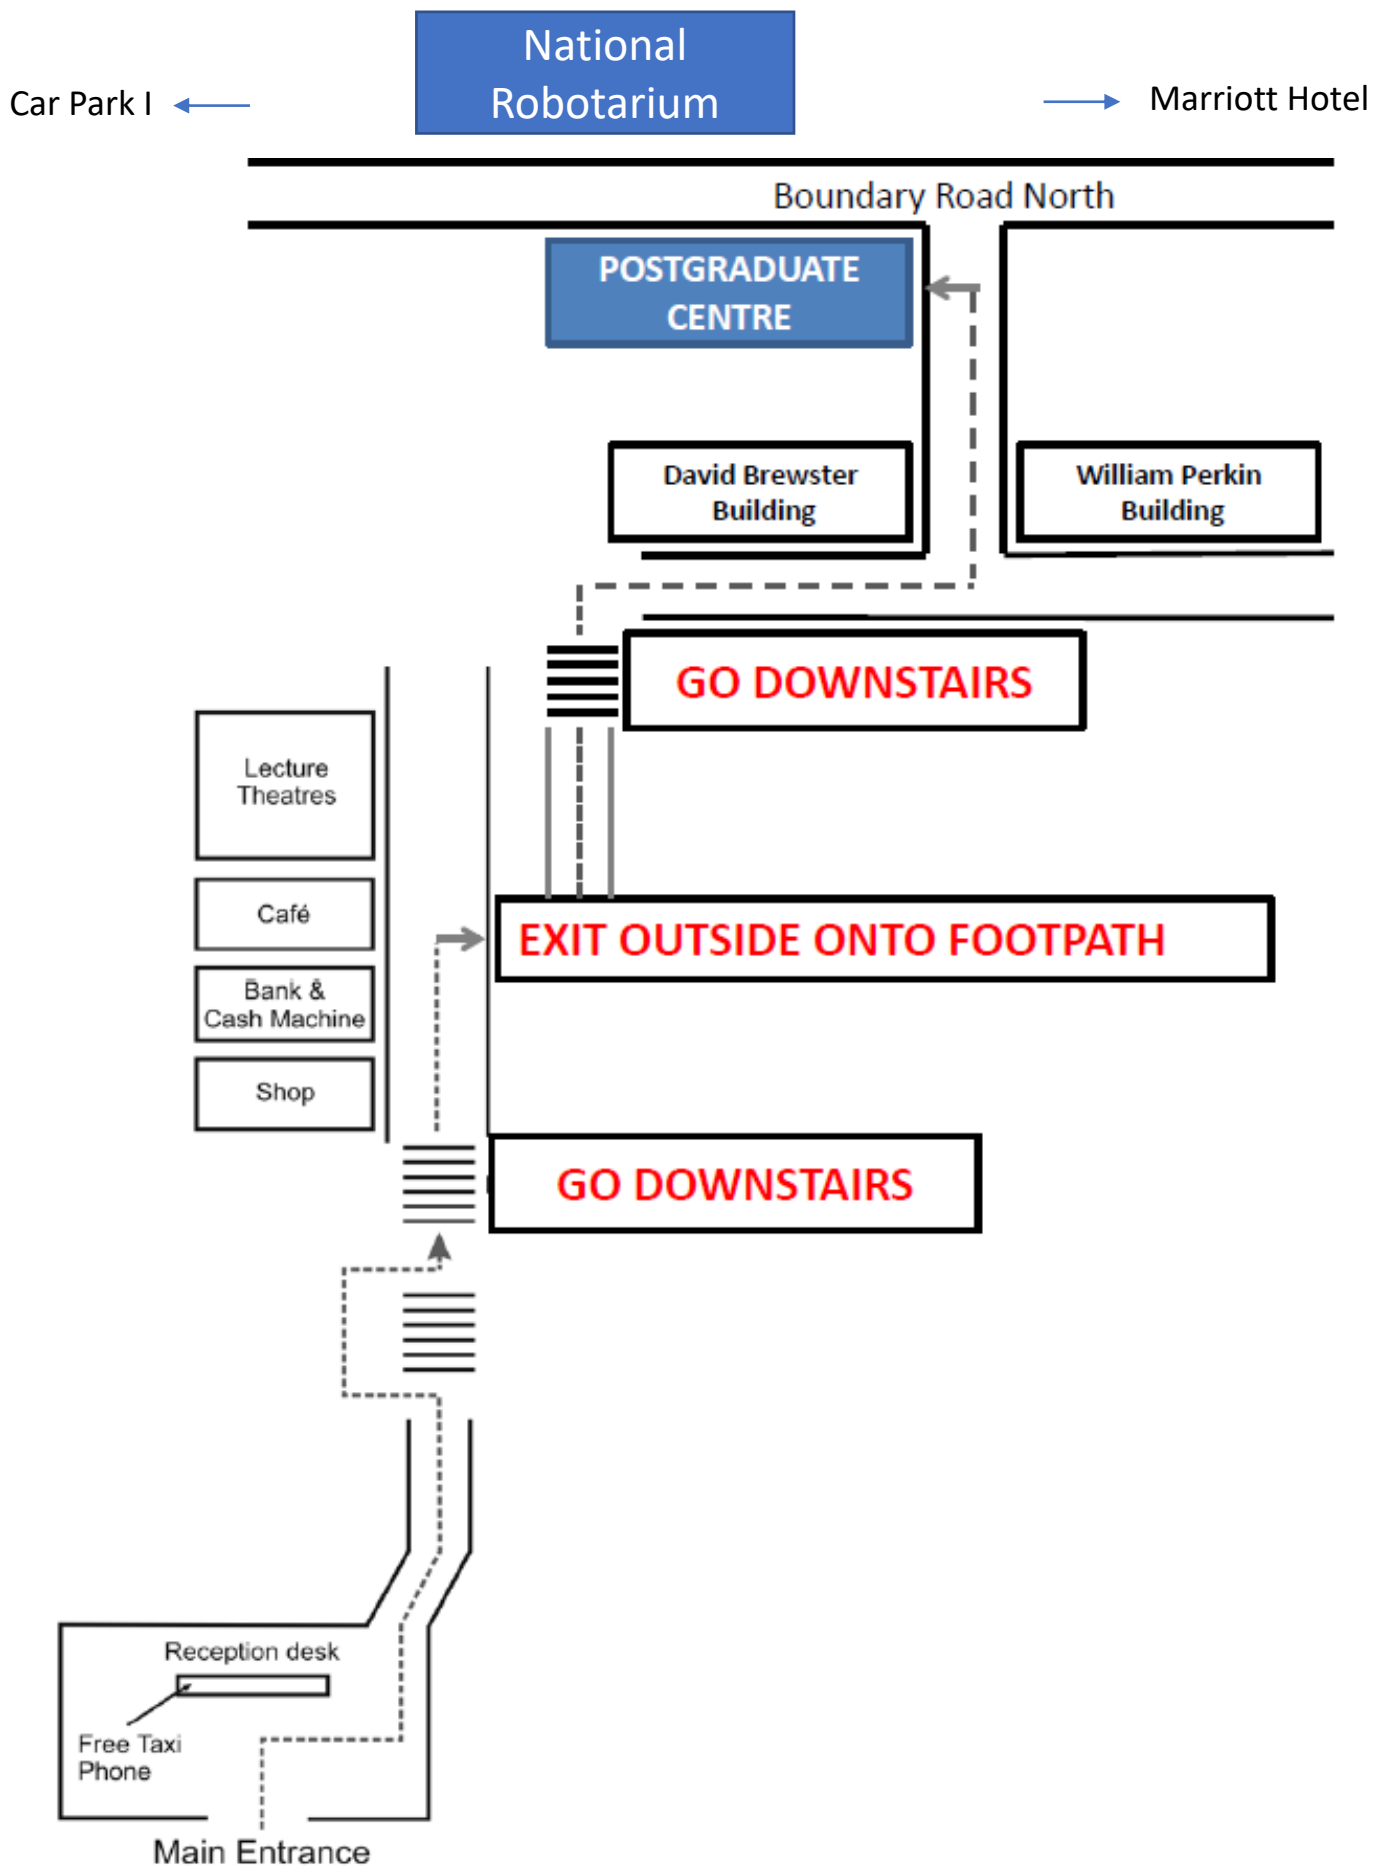 National
Robotarium
Car Park I
Marriott Hotel
Boundary Road North
POSTGRADUATE
CENTRE
David Brewster
Building
William Perkin
Building
GO DOWNSTAIRS
Lecture
Theatres
Café
EXIT OUTSIDE ONTO FOOTPATH
Bank &
Cash Machine
Shop
GO DOWNSTAIRS
Reception desk
Free Taxi
Phone
Main Entrance